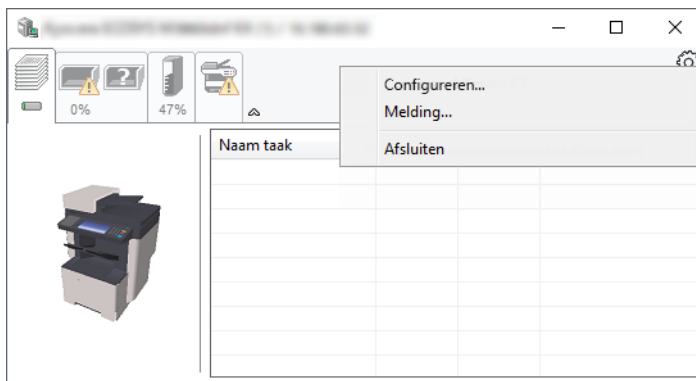 Configureren...
0%
47%
Melding...
Naam taak
Afsluiten